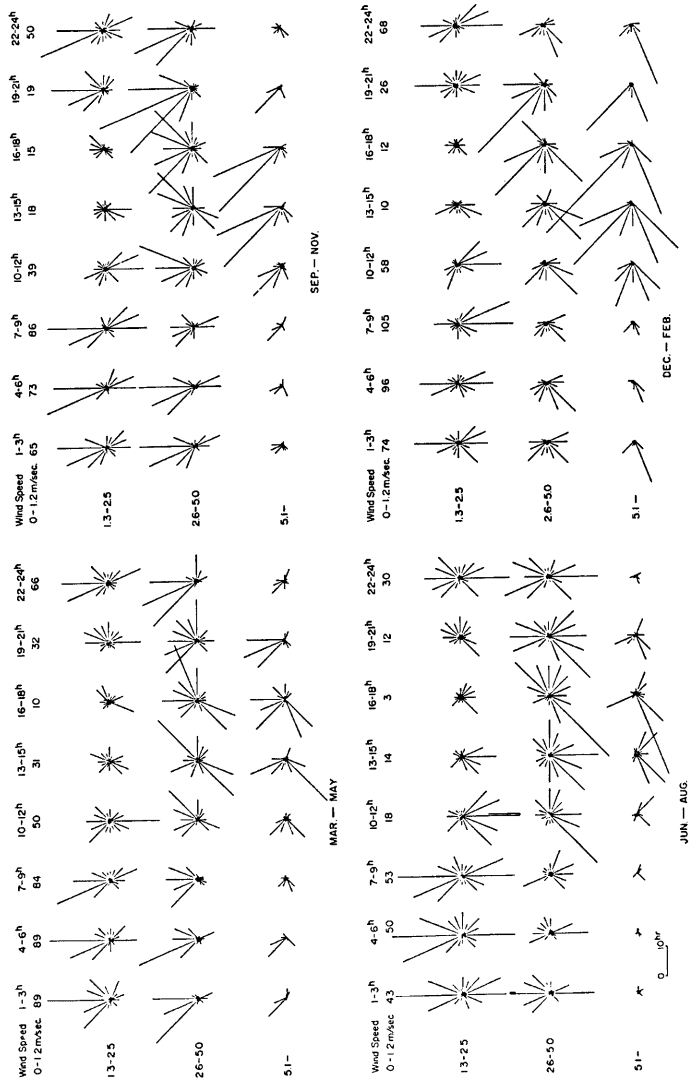 Wind Speed 1-3ʰ 4-6ʰ 7-9ʰ 10-12ʰ 13-15ʰ 16-18ʰ 19-21ʰ 22-24ʰ
0-1.2 m/sec. 89 89 84 50 31 10 32 66
1.3-2.5
2.6-5.0
5.1-
MAR. — MAY
Wind Speed 1-3ʰ 4-6ʰ 7-9ʰ 10-12ʰ 13-15ʰ 16-18ʰ 19-21ʰ 22-24ʰ
0-1.2 m/sec. 65 73 86 39 18 15 19 50
1.3-2.5
2.6-5.0
5.1-
SEP. — NOV.
Wind Speed 1-3ʰ 4-6ʰ 7-9ʰ 10-12ʰ 13-15ʰ 16-18ʰ 19-21ʰ 22-24ʰ
0-1.2 m/sec. 43 50 53 18 14 3 12 30
1.3-2.5
2.6-5.0
5.1-
0 10ʰʳ
JUN. — AUG.
Wind Speed 1-3ʰ 4-6ʰ 7-9ʰ 10-12ʰ 13-15ʰ 16-18ʰ 19-21ʰ 22-24ʰ
0-1.2 m/sec. 74 96 105 58 10 12 26 68
1.3-2.5
2.6-5.0
5.1-
DEC. — FEB.